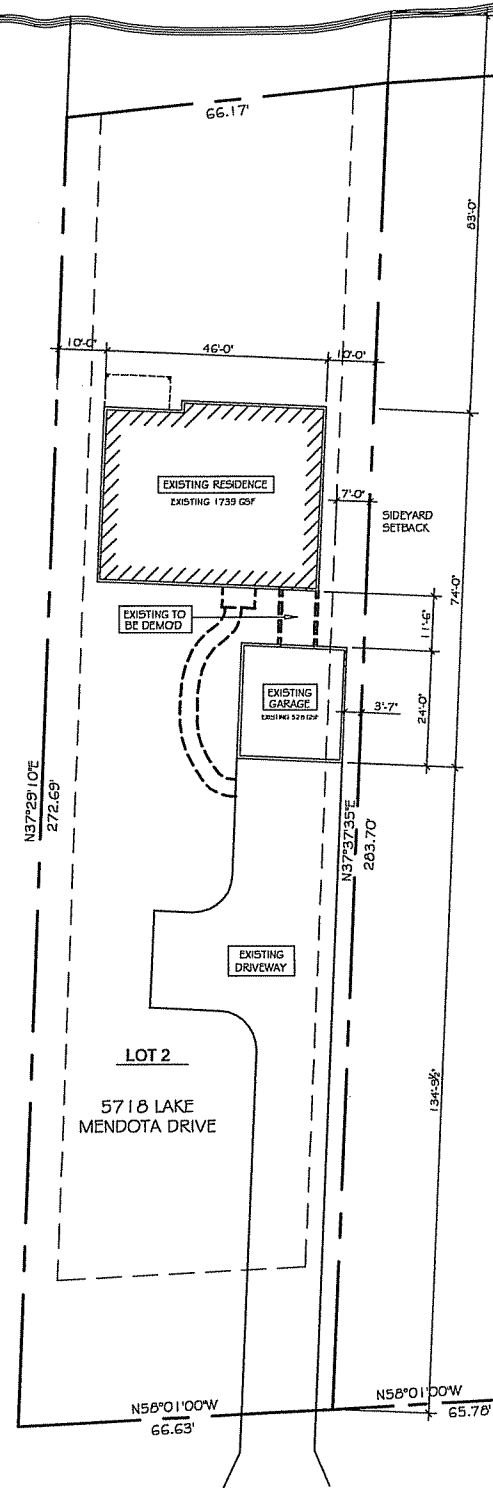 66.17'
83'-0"
10'-0"
46'-0"
10'-0"
EXISTING RESIDENCE
EXISTING 1739 GSF
7'-0"
SIDEYARD
SETBACK
74'-0"
EXISTING TO
BE DEMO'D
11'-6"
EXISTING
GARAGE
EXISTING 528 GSF
3'-7"
24'-0"
N37°29'10"E
272.69'
N37°37'35"E
283.70'
EXISTING
DRIVEWAY
LOT 2
5718 LAKE
MENDOTA DRIVE
134'-9½"
N58°01'00"W
66.63'
N58°01'00"W
65.78'